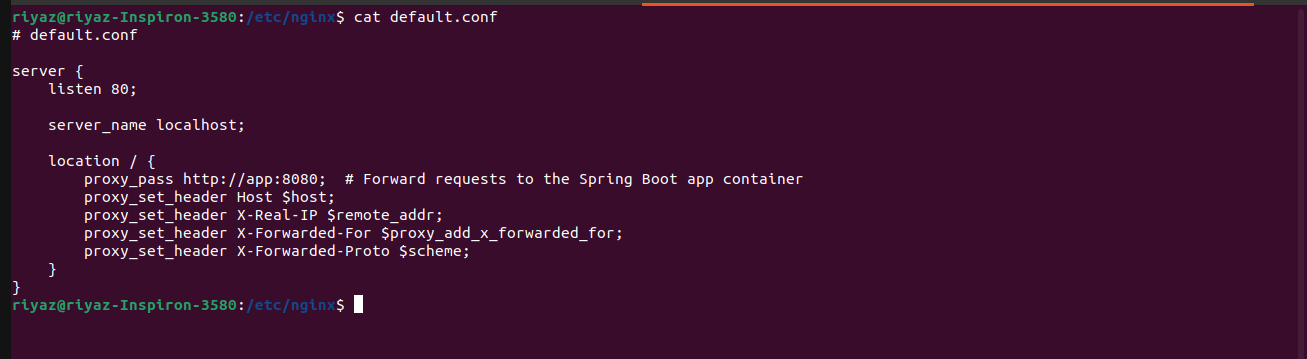 riyaz@riyaz-Inspiron-3580:/etc/nginx$ cat default.conf
# default.conf
server {
    listen 80;
    server_name localhost;
    location / {
        proxy_pass http://app:8080;  # Forward requests to the Spring Boot app container
        proxy_set_header Host $host;
        proxy_set_header X-Real-IP $remote_addr;
        proxy_set_header X-Forwarded-For $proxy_add_x_forwarded_for;
        proxy_set_header X-Forwarded-Proto $scheme;
    }
}
riyaz@riyaz-Inspiron-3580:/etc/nginx$